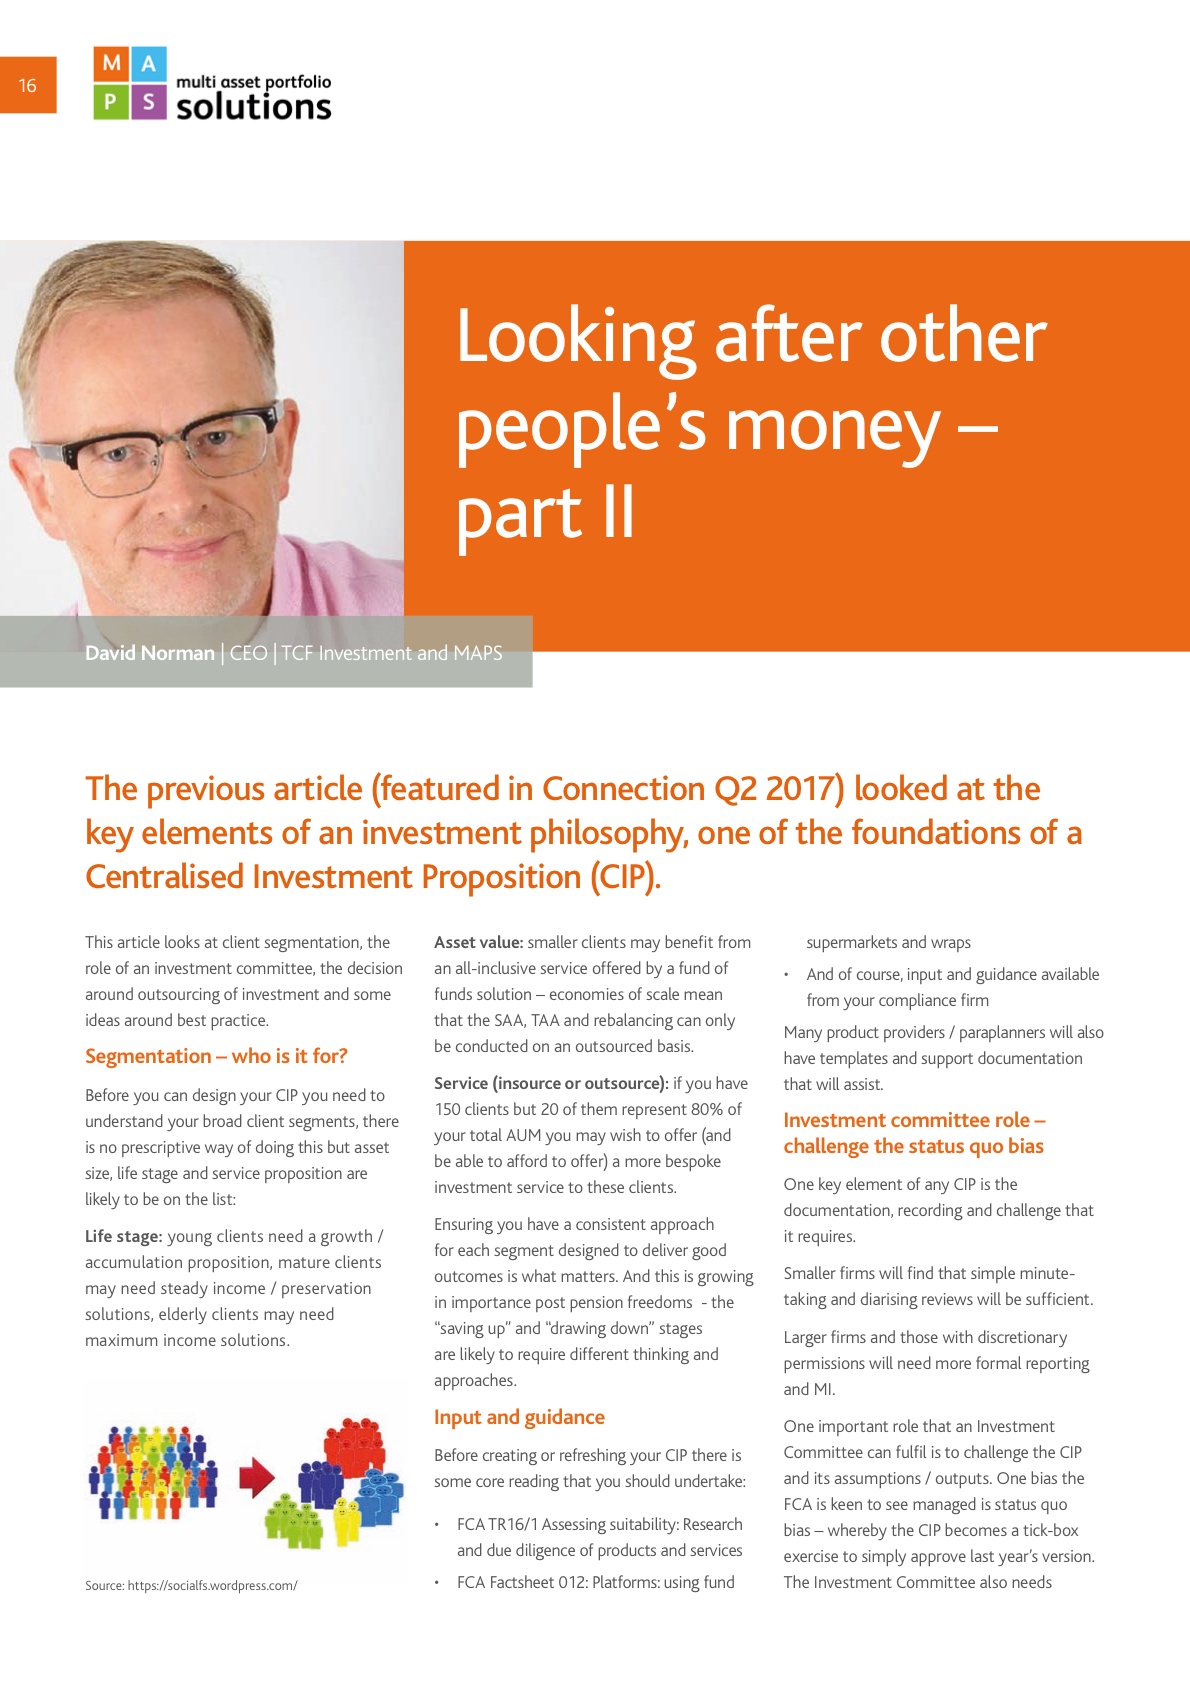 16
M A
P S
multi asset portfolio
solutions
Looking after other
people’s money –
part II
David Norman | CEO | TCF Investment and MAPS
The previous article (featured in Connection Q2 2017) looked at the
key elements of an investment philosophy, one of the foundations of a
Centralised Investment Proposition (CIP).
This article looks at client segmentation, the
role of an investment committee, the decision
around outsourcing of investment and some
ideas around best practice.
Segmentation – who is it for?
Before you can design your CIP you need to
understand your broad client segments, there
is no prescriptive way of doing this but asset
size, life stage and service proposition are
likely to be on the list:
Life stage: young clients need a growth /
accumulation proposition, mature clients
may need steady income / preservation
solutions, elderly clients may need
maximum income solutions.
Source: https://socialfs.wordpress.com/
Asset value: smaller clients may benefit from
an all-inclusive service offered by a fund of
funds solution – economies of scale mean
that the SAA, TAA and rebalancing can only
be conducted on an outsourced basis.
Service (insource or outsource): if you have
150 clients but 20 of them represent 80% of
your total AUM you may wish to offer (and
be able to afford to offer) a more bespoke
investment service to these clients.
Ensuring you have a consistent approach
for each segment designed to deliver good
outcomes is what matters. And this is growing
in importance post pension freedoms  - the
“saving up” and “drawing down” stages
are likely to require different thinking and
approaches.
Input and guidance
Before creating or refreshing your CIP there is
some core reading that you should undertake:
• FCA TR16/1 Assessing suitability: Research
and due diligence of products and services
• FCA Factsheet 012: Platforms: using fund
supermarkets and wraps
• And of course, input and guidance available
from your compliance firm
Many product providers / paraplanners will also
have templates and support documentation
that will assist.
Investment committee role –
challenge the status quo bias
One key element of any CIP is the
documentation, recording and challenge that
it requires.
Smaller firms will find that simple minute-
taking and diarising reviews will be sufficient.
Larger firms and those with discretionary
permissions will need more formal reporting
and MI.
One important role that an Investment
Committee can fulfil is to challenge the CIP
and its assumptions / outputs. One bias the
FCA is keen to see managed is status quo
bias – whereby the CIP becomes a tick-box
exercise to simply approve last year’s version.
The Investment Committee also needs